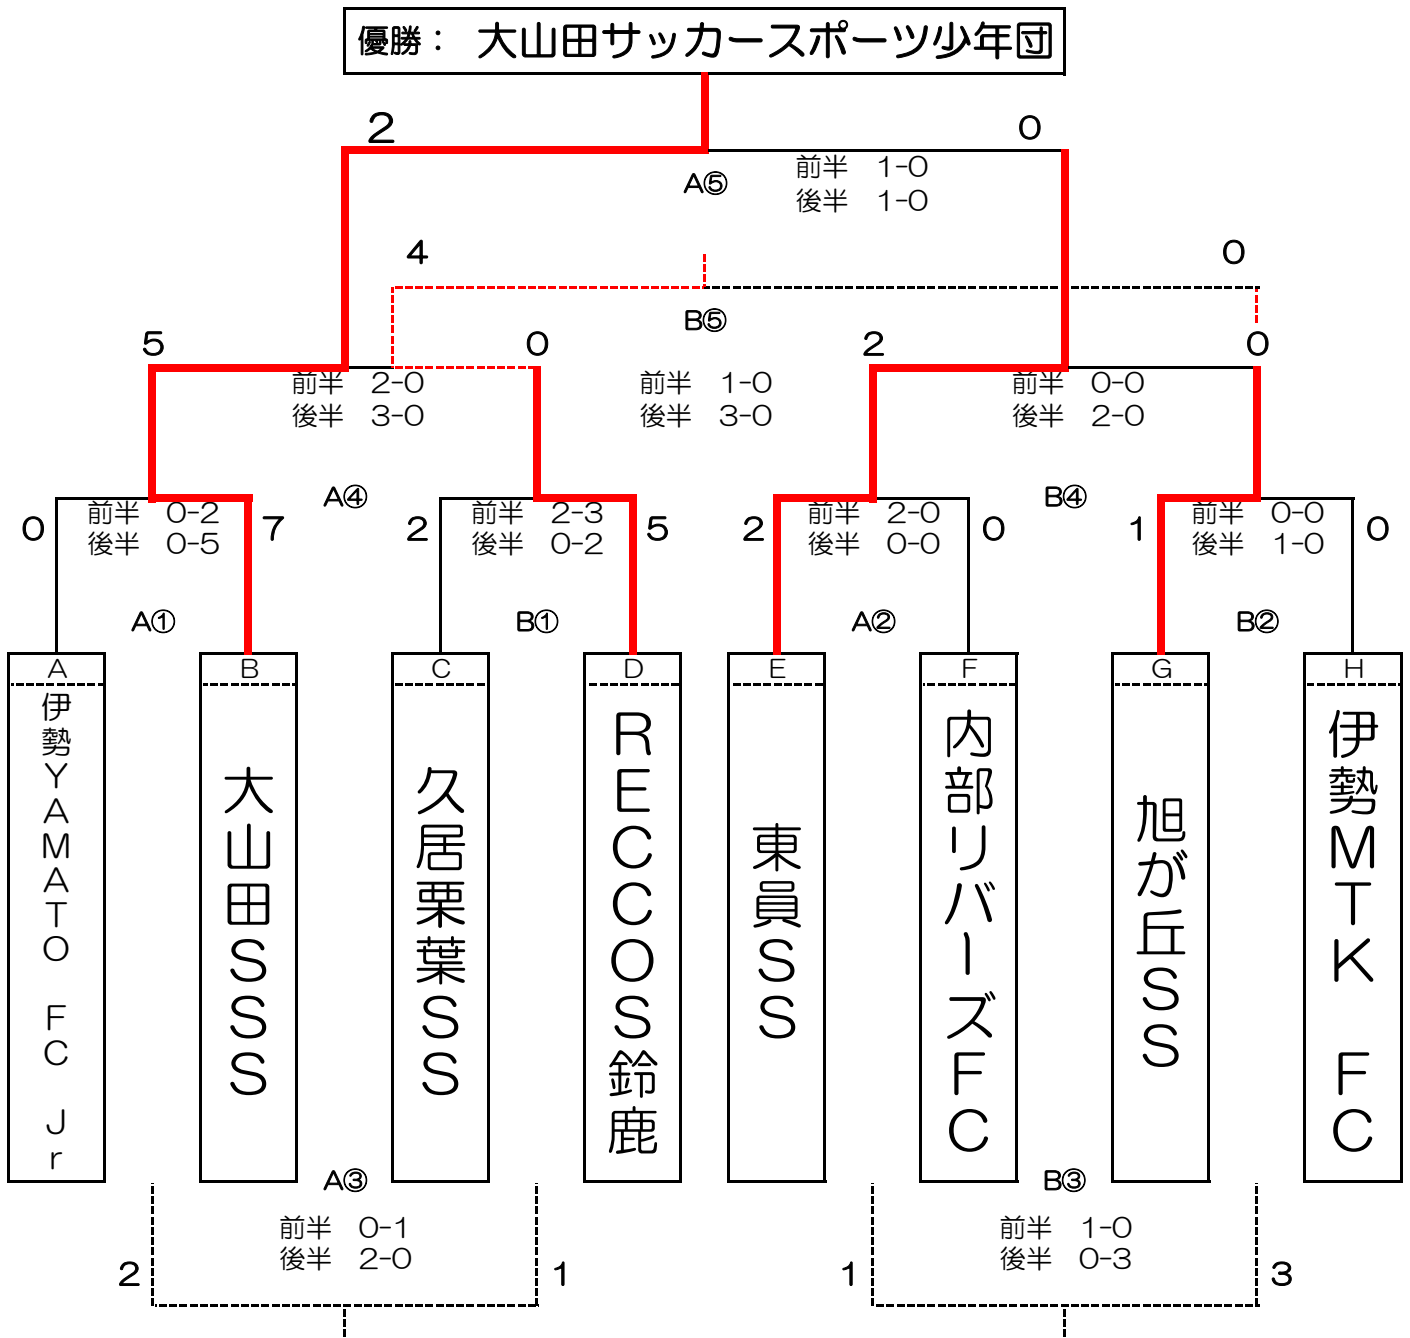 優勝： 大山田サッカースポーツ少年団
2
0
前半 1-0
A⑤
後半 1-0
4
0
B⑤
5
0
2
0
前半 2-0
前半 1-0
前半 0-0
後半 3-0
後半 3-0
後半 2-0
A④
B④
0
前半 0-2
後半 0-5
7
2
前半 2-3
後半 0-2
5
2
前半 2-0
後半 0-0
0
1
前半 0-0
後半 1-0
0
A①
B①
A②
B②
A
伊勢YAMATO FC Jr
B
大山田SSS
C
久居栗葉SS
D
RECCOS鈴鹿
E
東員SS
F
内部リバーズFC
G
旭が丘SS
H
伊勢MTK FC
A③
前半 0-1
後半 2-0
2
1
B③
前半 1-0
後半 0-3
1
3